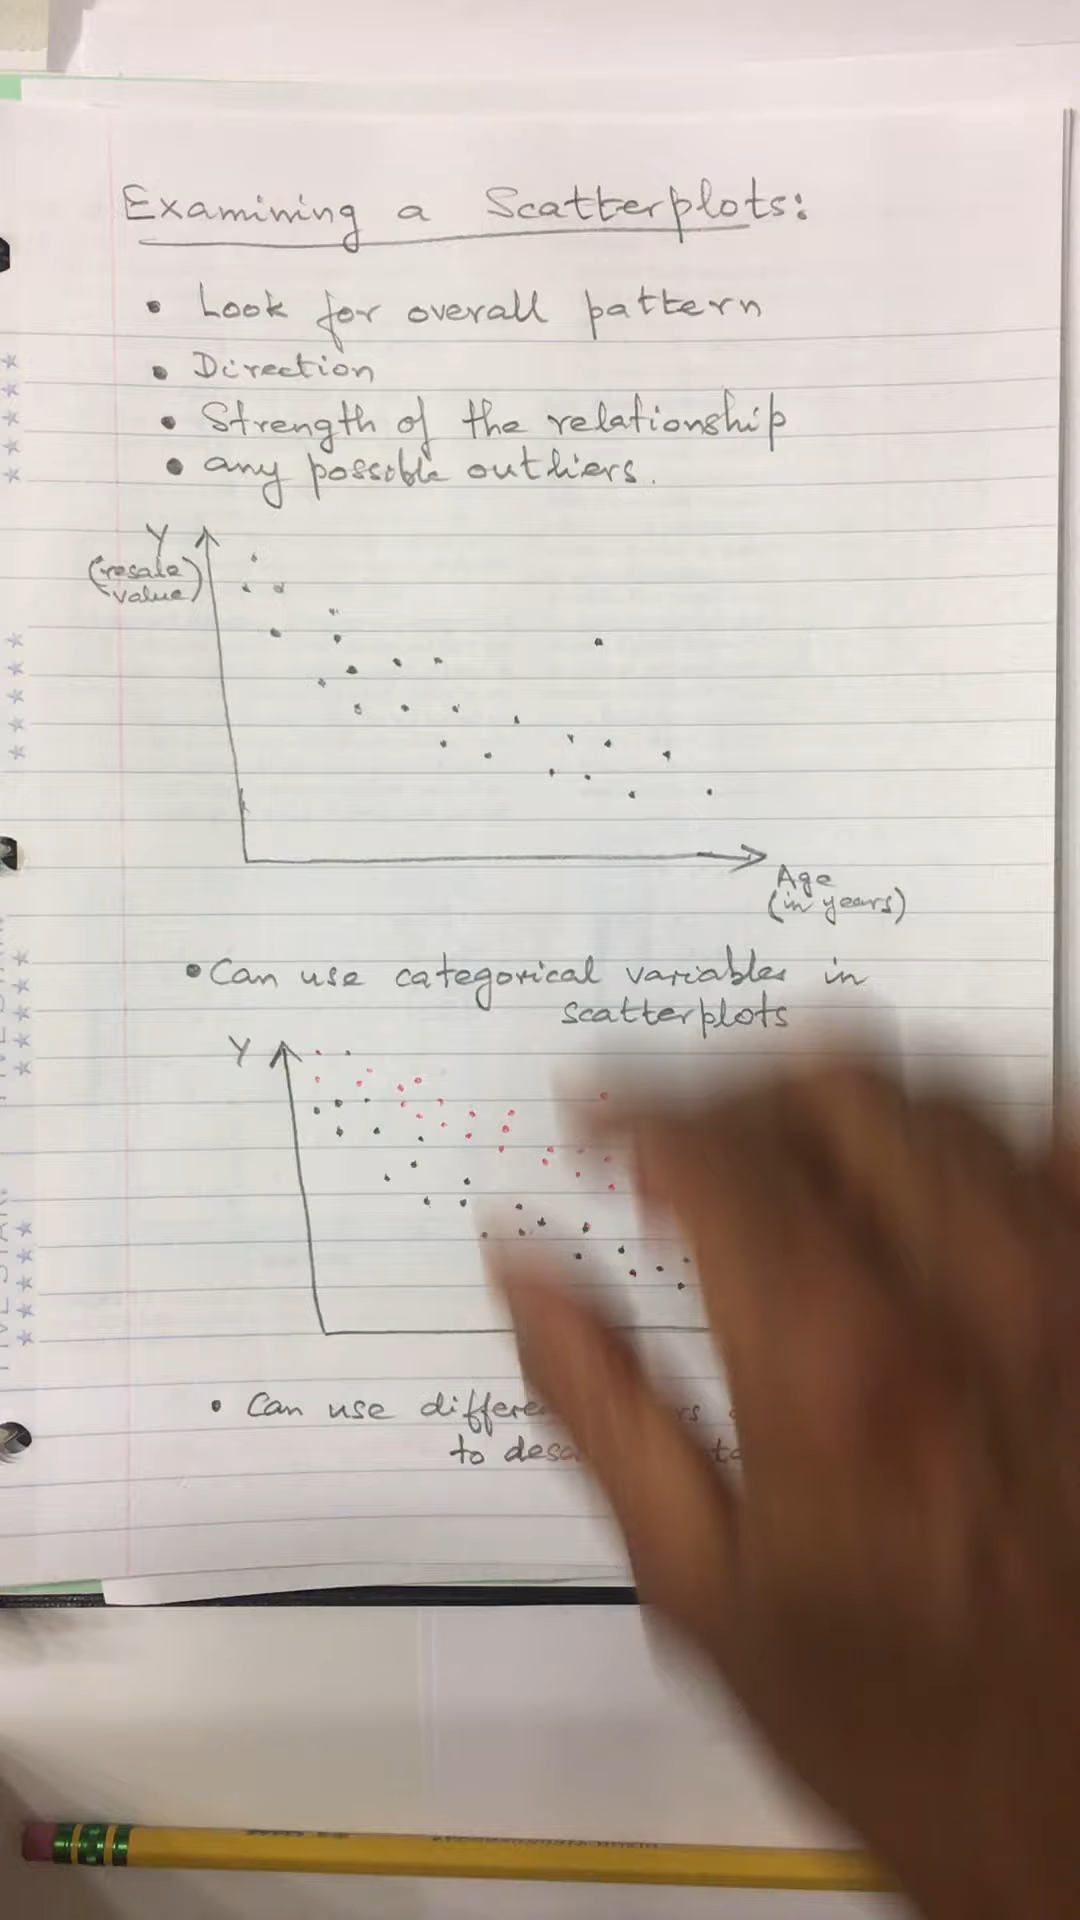 Examining a Scatterplots:
• Look for overall pattern
• Direction
• Strength of the relationship
• any possible outliers.
Y
(resale
value)
Age
(in years)
• Can use categorical variables in
scatterplots
Y
• Can use
to